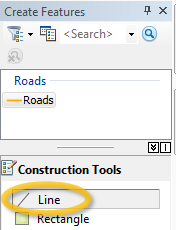 Create Features
<Search>
Roads
Roads
Construction Tools
Line
Rectangle